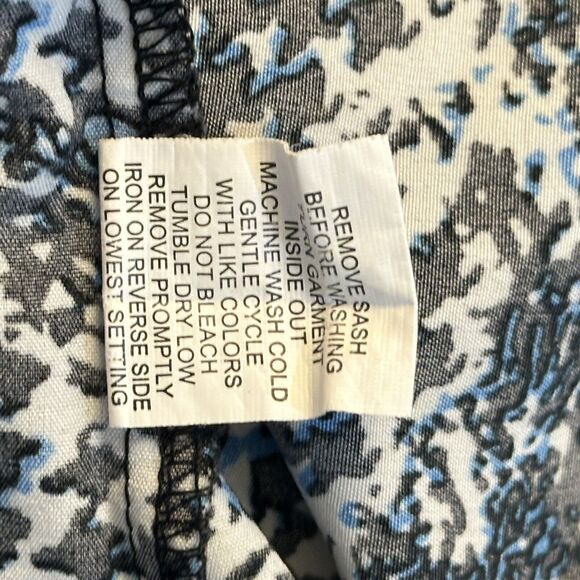 REMOVE SASH
BEFORE WASHING
TURN GARMENT
INSIDE OUT
MACHINE WASH COLD
GENTLE CYCLE
WITH LIKE COLORS
DO NOT BLEACH
TUMBLE DRY LOW
REMOVE PROMPTLY
IRON ON REVERSE SIDE
ON LOWEST SETTING